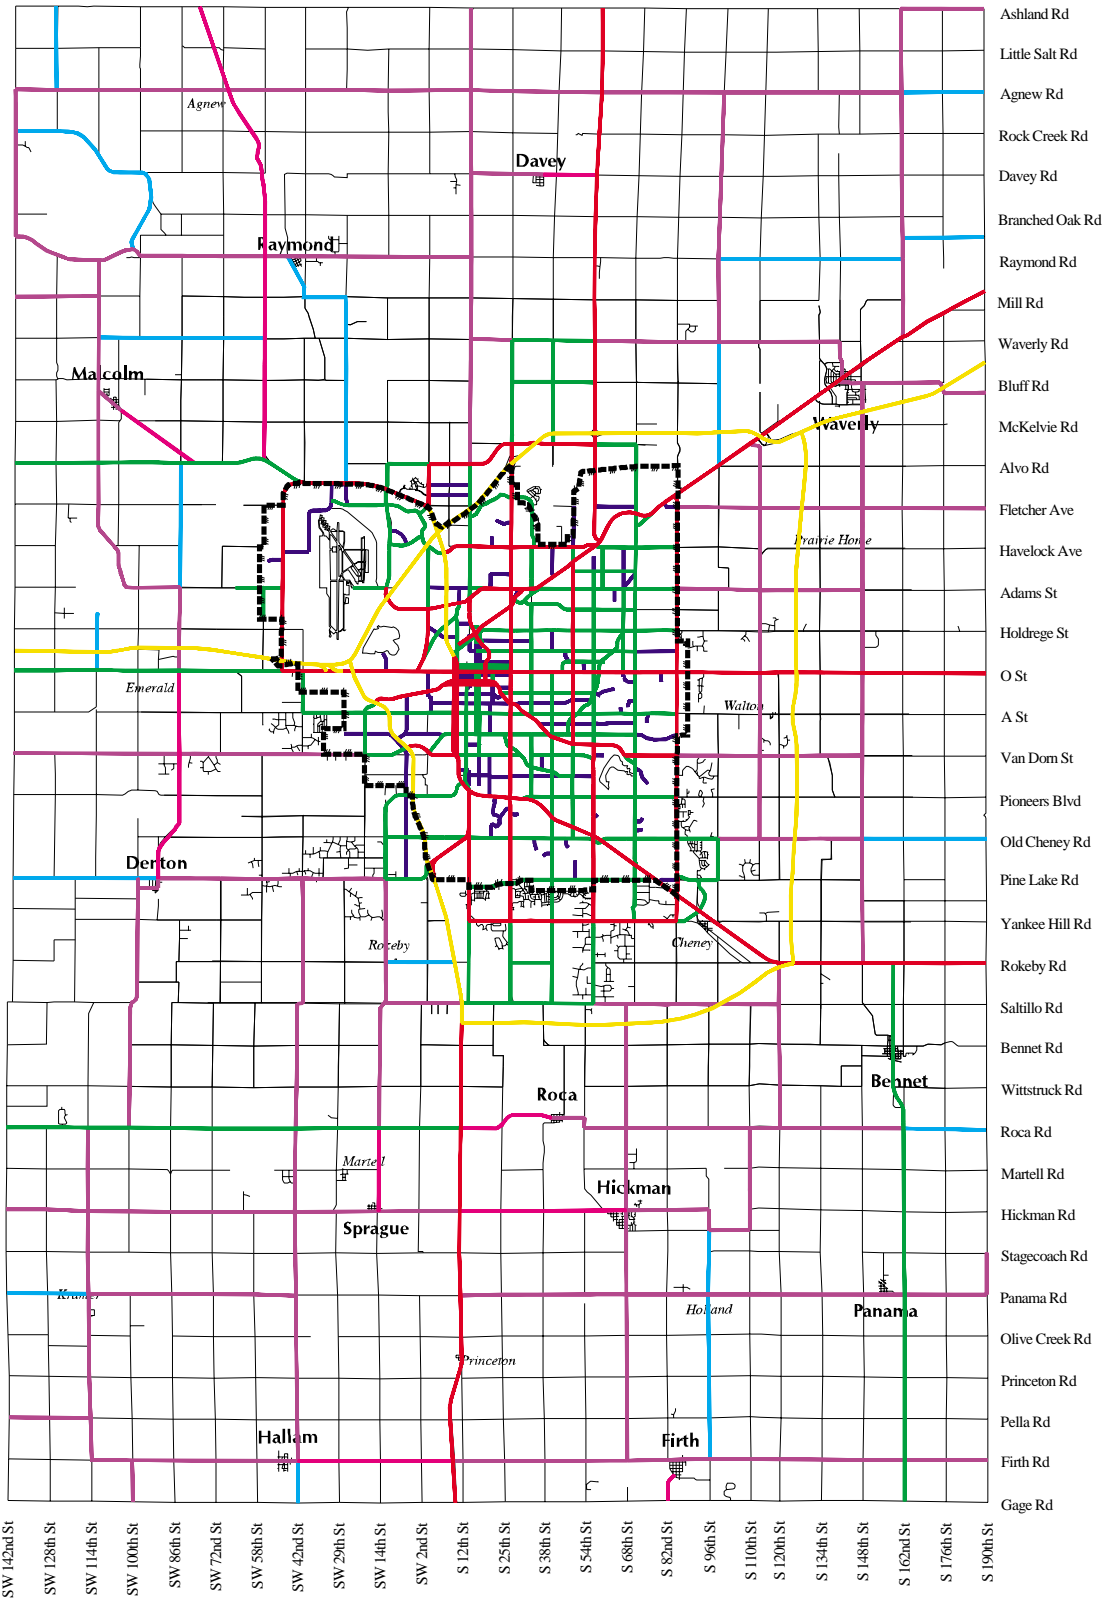 Ashland Rd
Little Salt Rd
Agnew Rd
Agnew
Rock Creek Rd
Davey
Davey Rd
Branched Oak Rd
Raymond
Raymond Rd
Mill Rd
Waverly Rd
Malcolm
Bluff Rd
Waverly
McKelvie Rd
Alvo Rd
Fletcher Ave
Prairie Home
Havelock Ave
Adams St
Holdrege St
O St
Emerald
Walton
A St
Van Dorn St
Pioneers Blvd
Old Cheney Rd
Denton
Pine Lake Rd
Yankee Hill Rd
Rokeby
Cheney
Rokeby Rd
Saltillo Rd
Bennet Rd
Bennet
Wittstruck Rd
Roca
Roca Rd
Martell
Martell Rd
Hickman
Hickman Rd
Sprague
Stagecoach Rd
Kramer
Panama Rd
Holland
Panama
Olive Creek Rd
Princeton
Princeton Rd
Pella Rd
Hallam
Firth
Firth Rd
Gage Rd
SW 142nd St
SW 128th St
SW 114th St
SW 100th St
SW 86th St
SW 72nd St
SW 58th St
SW 42nd St
SW 29th St
SW 14th St
SW 2nd St
S 12th St
S 25th St
S 38th St
S 54th St
S 68th St
S 82nd St
S 96th St
S 110th St
S 120th St
S 134th St
S 148th St
S 162nd St
S 176th St
S 190th St